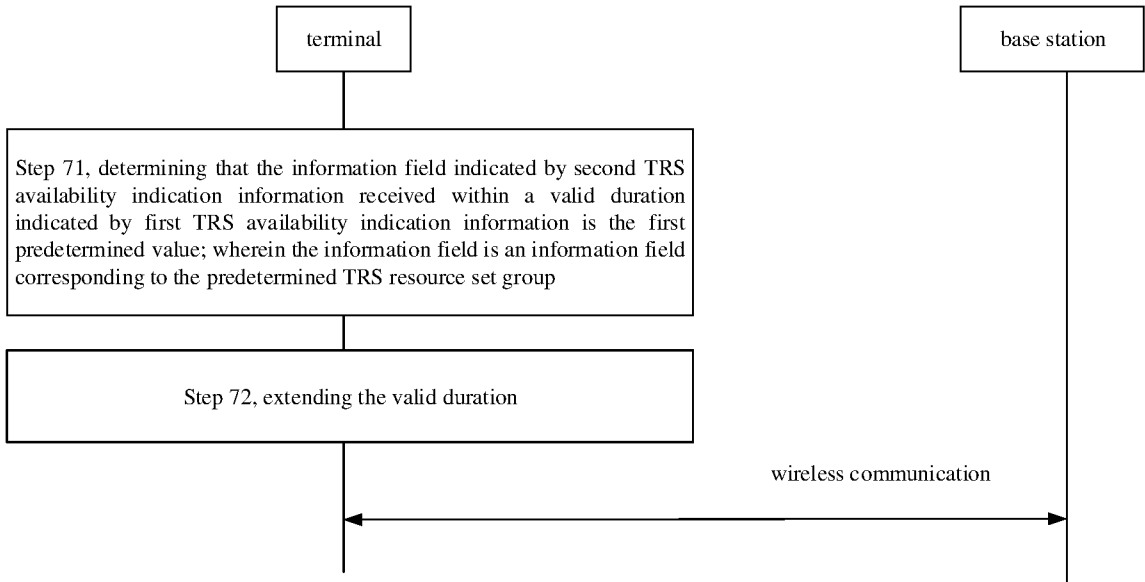 terminal
base station
Step 71, determining that the information field indicated by second TRS
availability indication information received within a valid duration
indicated by first TRS availability indication information is the first
predetermined value; wherein the information field is an information field
corresponding to the predetermined TRS resource set group
Step 72, extending the valid duration
wireless communication